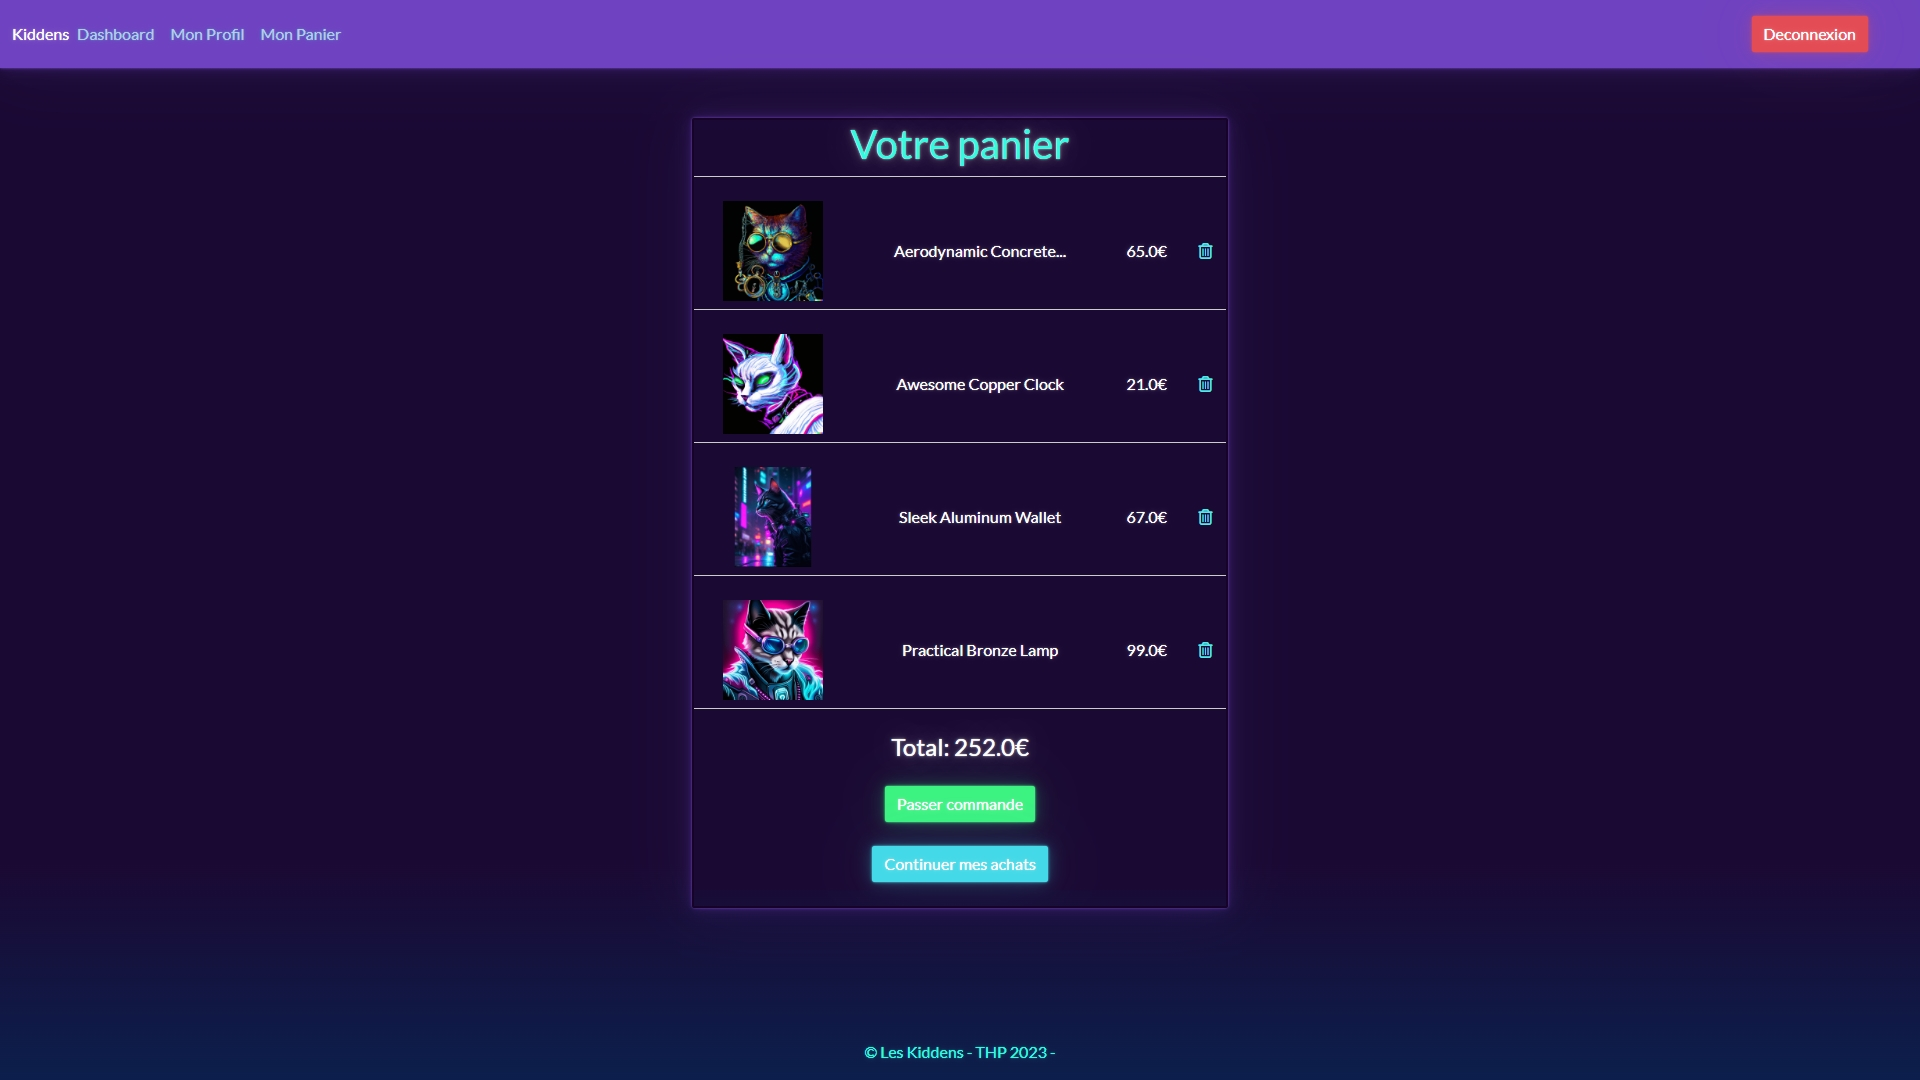 Kiddens Dashboard Mon Profil Mon Panier Deconnexion
Votre panier
Aerodynamic Concrete... 65.0€
Awesome Copper Clock 21.0€
Sleek Aluminum Wallet 67.0€
Practical Bronze Lamp 99.0€
Total: 252.0€
Passer commande
Continuer mes achats
© Les Kiddens - THP 2023 -